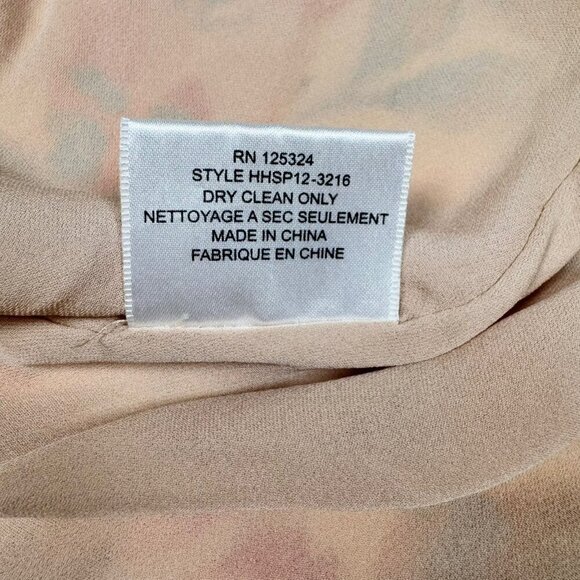 RN 125324
STYLE HHSP12-3216
DRY CLEAN ONLY
NETTOYAGE A SEC SEULEMENT
MADE IN CHINA
FABRIQUE EN CHINE